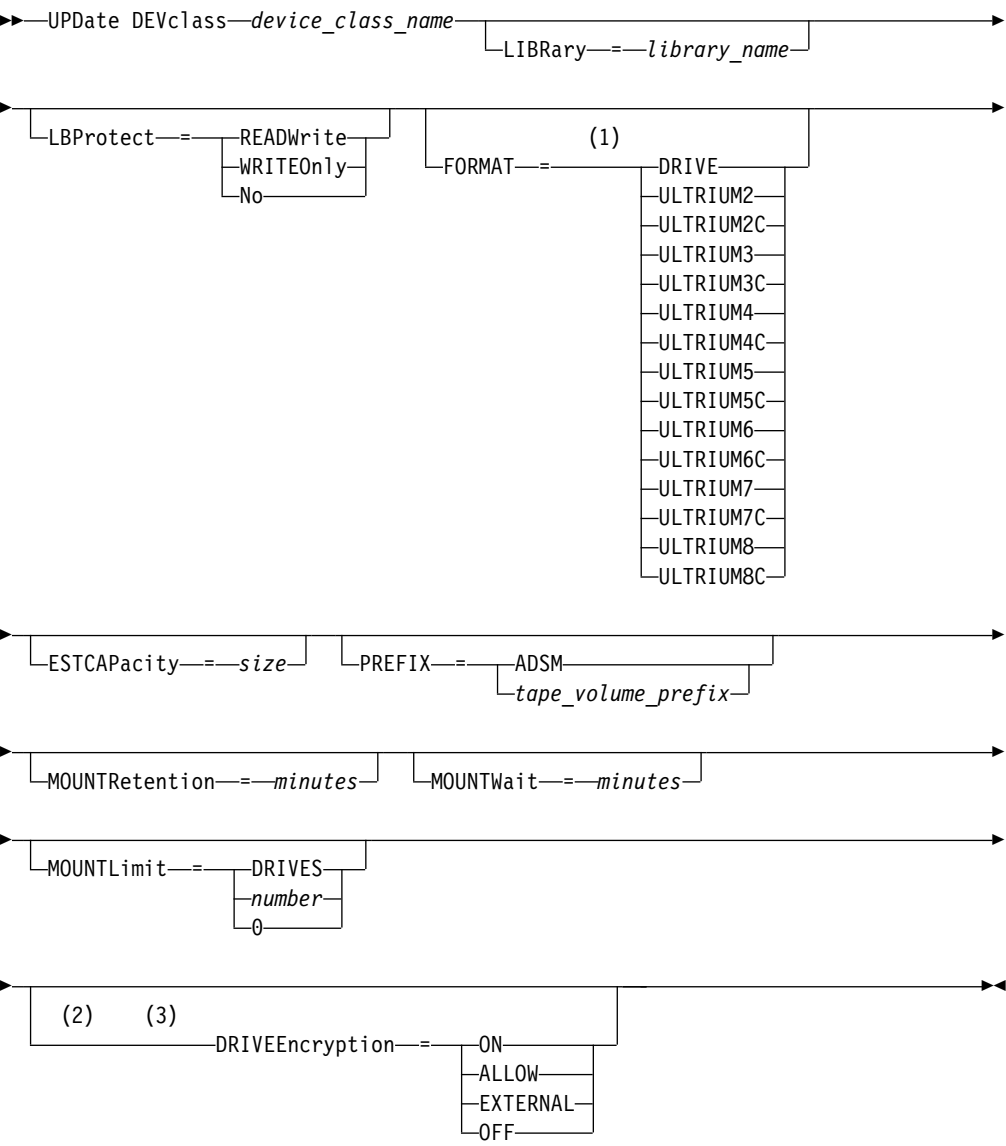 UPDate DEVclass device_class_name
LIBRary = library_name
LBProtect = READWrite
WRITEOnly
No
(1)
FORMAT = DRIVE
ULTRIUM2
ULTRIUM2C
ULTRIUM3
ULTRIUM3C
ULTRIUM4
ULTRIUM4C
ULTRIUM5
ULTRIUM5C
ULTRIUM6
ULTRIUM6C
ULTRIUM7
ULTRIUM7C
ULTRIUM8
ULTRIUM8C
ESTCAPacity = size PREFIX = ADSM
tape_volume_prefix
MOUNTRetention = minutes MOUNTWait = minutes
MOUNTLimit = DRIVES
number
0
(2) (3)
DRIVEEncryption = ON
ALLOW
EXTERNAL
OFF